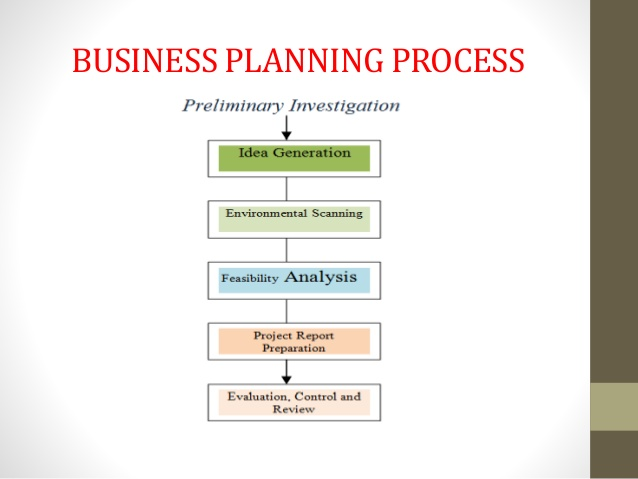 BUSINESS PLANNING PROCESS
Preliminary Investigation
Idea Generation
Environmental Scanning
Feasibility Analysis
Project Report
Preparation
Evaluation, Control and
Review